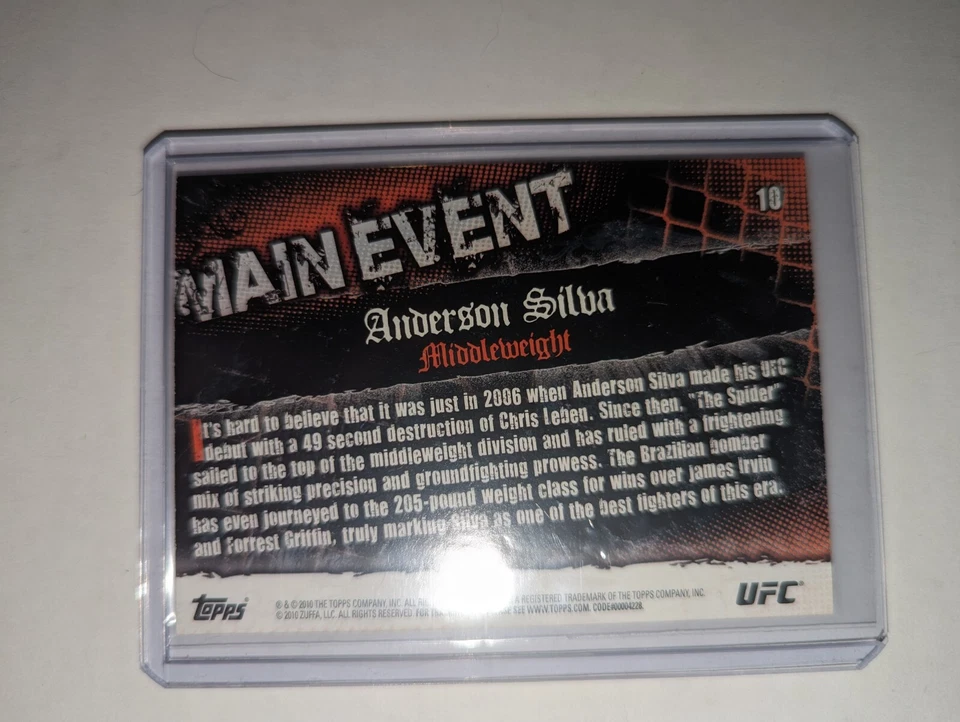 10
MAIN EVENT
Anderson Silva
Middleweight
It's hard to believe that it was just in 2006 when Anderson Silva made his UFC
debut with a 49 second destruction of Chris Leben. Since then, "The Spider"
sailed to the top of the middleweight division and has ruled with a frightening
mix of striking precision and groundfighting prowess. The Brazilian bomber
has even journeyed to the 205-pound weight class for wins over James Irvin
and Forrest Griffin, truly marking Silva as one of the best fighters of this era.
Topps
® & © 2010 THE TOPPS COMPANY, INC. ALL REGISTERED TRADEMARK OF THE TOPPS COMPANY, INC.
© 2010 ZUFFA, LLC. ALL RIGHTS RESERVED WWW.TOPPS.COM. CODE#00004228.
UFC®